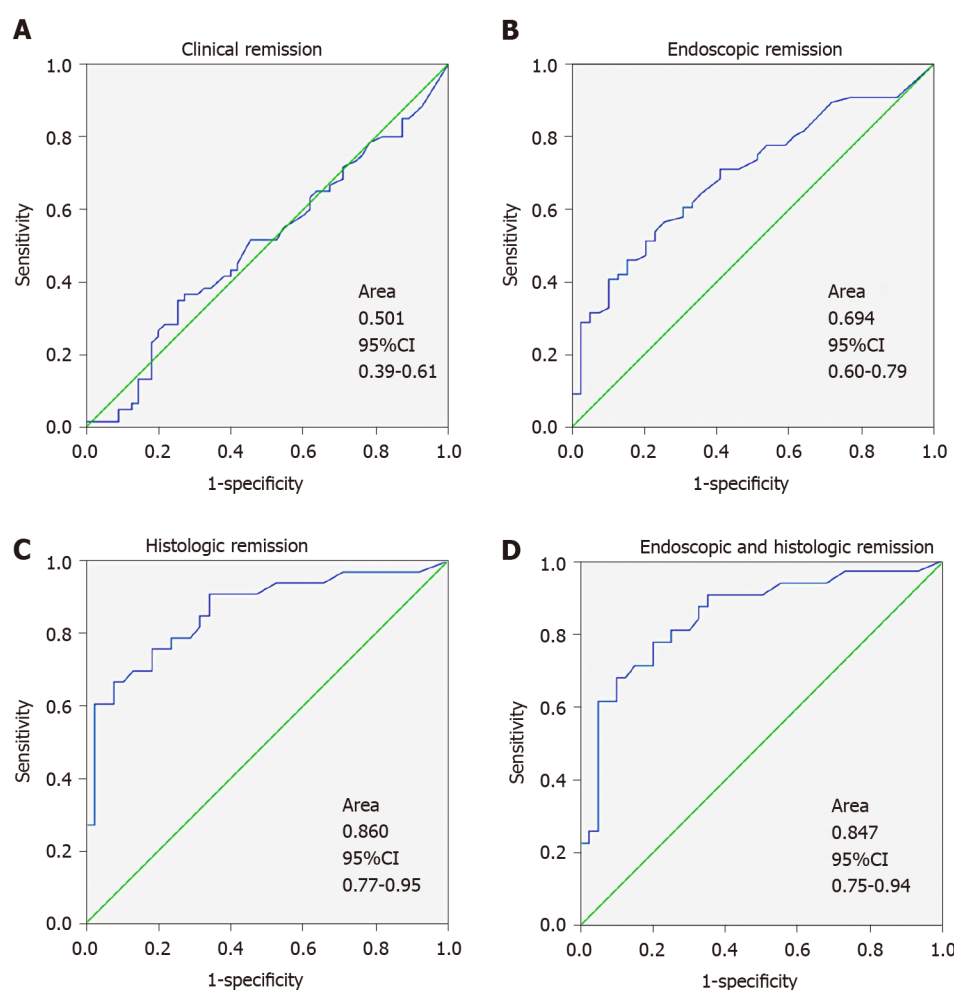 A
Clinical remission
1.0
0.8
0.6
0.4
0.2
0.0
Sensitivity
Area
0.501
95%CI
0.39-0.61
0.0 0.2 0.4 0.6 0.8 1.0
1-specificity
B
Endoscopic remission
1.0
0.8
0.6
0.4
0.2
0.0
Sensitivity
Area
0.694
95%CI
0.60-0.79
0.0 0.2 0.4 0.6 0.8 1.0
1-specificity
C
Histologic remission
1.0
0.8
0.6
0.4
0.2
0.0
Sensitivity
Area
0.860
95%CI
0.77-0.95
0.0 0.2 0.4 0.6 0.8 1.0
1-specificity
D
Endoscopic and histologic remission
1.0
0.8
0.6
0.4
0.2
0.0
Sensitivity
Area
0.847
95%CI
0.75-0.94
0.0 0.2 0.4 0.6 0.8 1.0
1-specificity